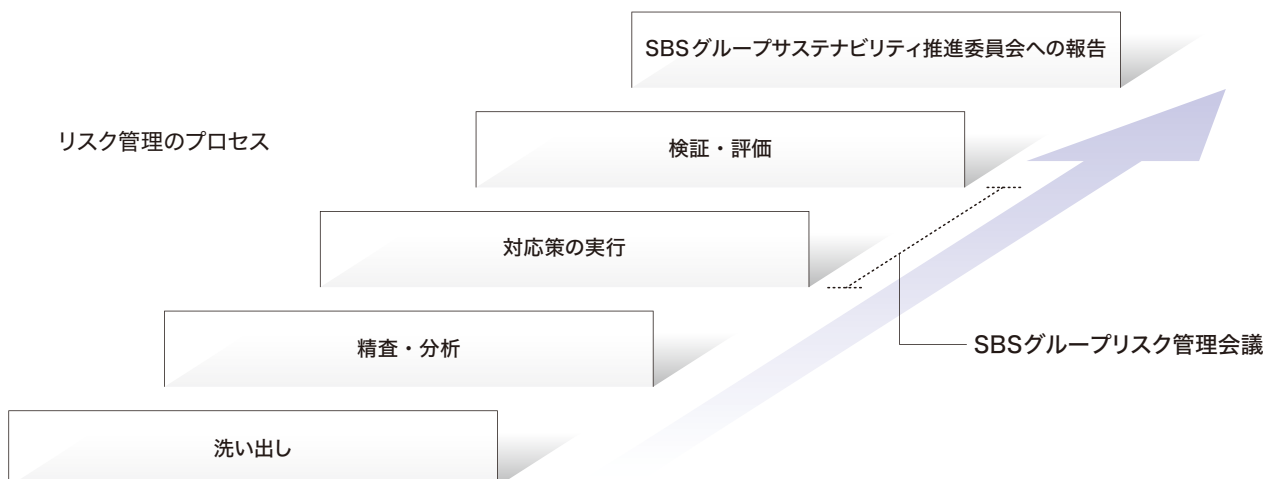 SBSグループサステナビリティ推進委員会への報告
リスク管理のプロセス
検証・評価
対応策の実行
精査・分析
SBSグループリスク管理会議
洗い出し